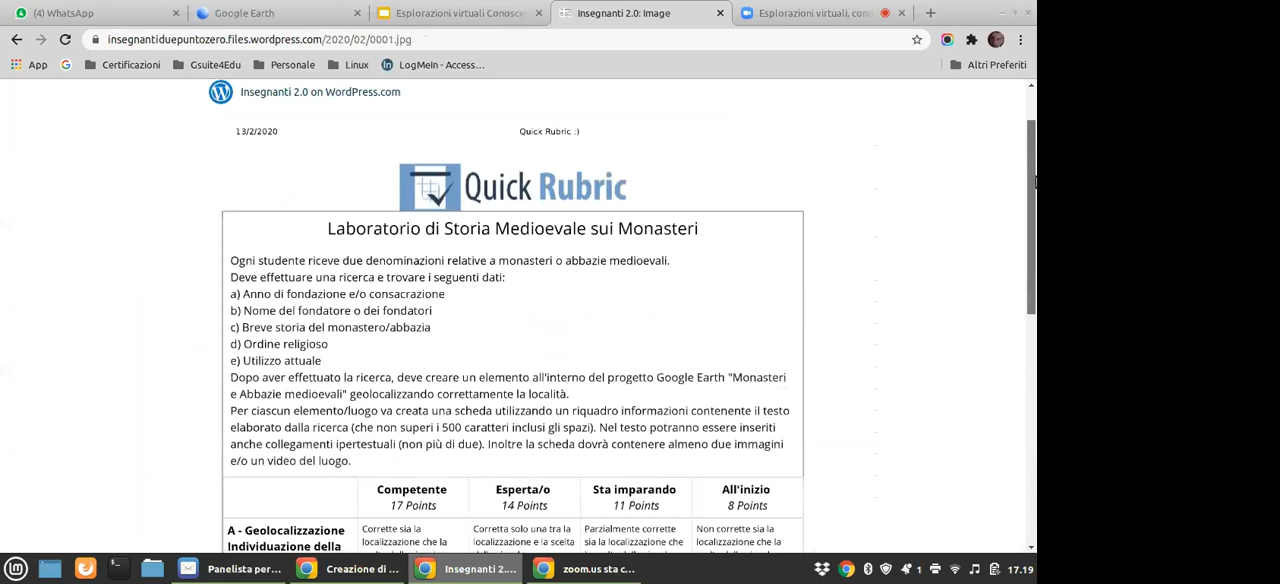 (4) WhatsApp
Google Earth
Esplorazioni virtuali Conosce
Insegnanti 2.0: Image
Esplorazioni virtuali, cono
insegnantiduepuntozero.files.wordpress.com/2020/02/0001.jpg
App
Certificazioni
Gsuite4Edu
Personale
Linux
LogMeIn - Access...
Altri Preferiti
Insegnanti 2.0 on WordPress.com
13/2/2020
Quick Rubric :)
Quick Rubric
Laboratorio di Storia Medioevale sui Monasteri
Ogni studente riceve due denominazioni relative a monasteri o abbazie medioevali.
Deve effettuare una ricerca e trovare i seguenti dati:
a) Anno di fondazione e/o consacrazione
b) Nome del fondatore o dei fondatori
c) Breve storia del monastero/abbazia
d) Ordine religioso
e) Utilizzo attuale
Dopo aver effettuato la ricerca, deve creare un elemento all'interno del progetto Google Earth "Monasteri
e Abbazie medioevali" geolocalizzando correttamente la località.
Per ciascun elemento/luogo va creata una scheda utilizzando un riquadro informazioni contenente il testo
elaborato dalla ricerca (che non superi i 500 caratteri inclusi gli spazi). Nel testo potranno essere inseriti
anche collegamenti ipertestuali (non più di due). Inoltre la scheda dovrà contenere almeno due immagini
e/o un video del luogo.
Competente
17 Points
Esperta/o
14 Points
Sta imparando
11 Points
All'inizio
8 Points
A - Geolocalizzazione
Individuazione della
Corrette sia la
localizzazione che la
Corretta solo una tra la
localizzazione e la scelta
Parzialmente corrette
sia la localizzazione che
Non corrette sia la
localizzazione che la
Panelista per...
Creazione di ...
Insegnanti 2....
zoom.us sta c...
1
17.19